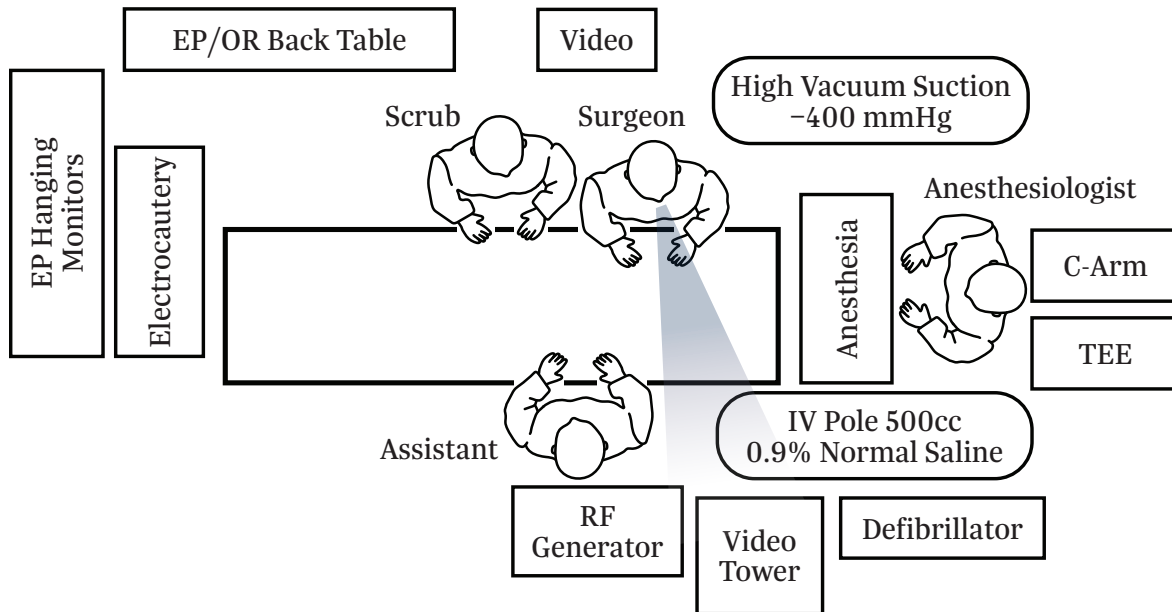 EP/OR Back Table
Video
High Vacuum Suction
−400 mmHg
Scrub
Surgeon
EP Hanging
Monitors
Electrocautery
Anesthesiologist
Anesthesia
C-Arm
TEE
Assistant
IV Pole 500cc
0.9% Normal Saline
RF
Generator
Video
Tower
Defibrillator